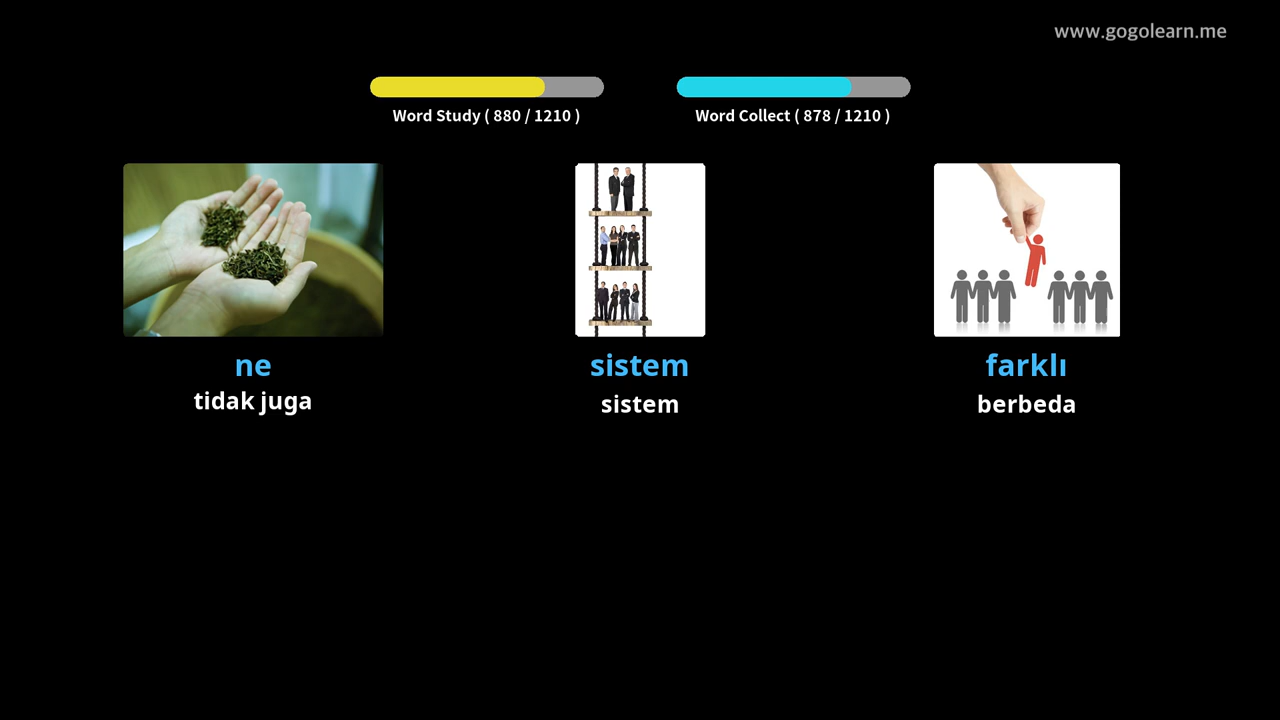 www.gogolearn.me
Word Study ( 880 / 1210 )
Word Collect ( 878 / 1210 )
ne
tidak juga
sistem
sistem
farklı
berbeda